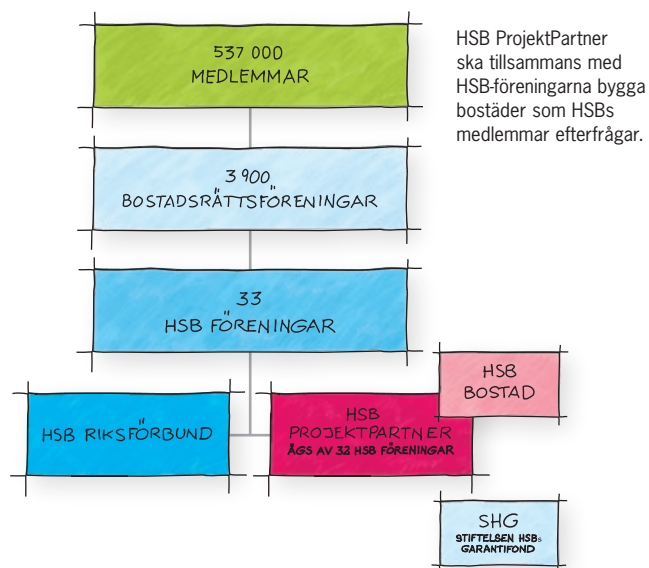 537 000
MEDLEMMAR
HSB ProjektPartner
ska tillsammans med
HSB-föreningarna bygga
bostäder som HSBs
medlemmar efterfrågar.
3 900
BOSTADSRÄTTSFÖRENINGAR
33
HSB FÖRENINGAR
HSB
BOSTAD
HSB RIKSFÖRBUND
HSB
PROJEKTPARTNER
ÄGS AV 32 HSB FÖRENINGAR
SHG
STIFTELSEN HSBs
GARANTIFOND